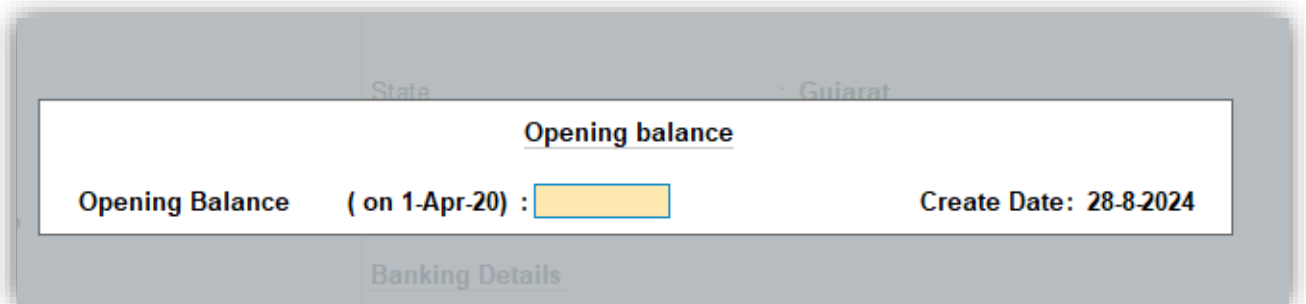 State : Gujarat
Opening balance
Opening Balance ( on 1-Apr-20) : Create Date: 28-8-2024
Banking Details